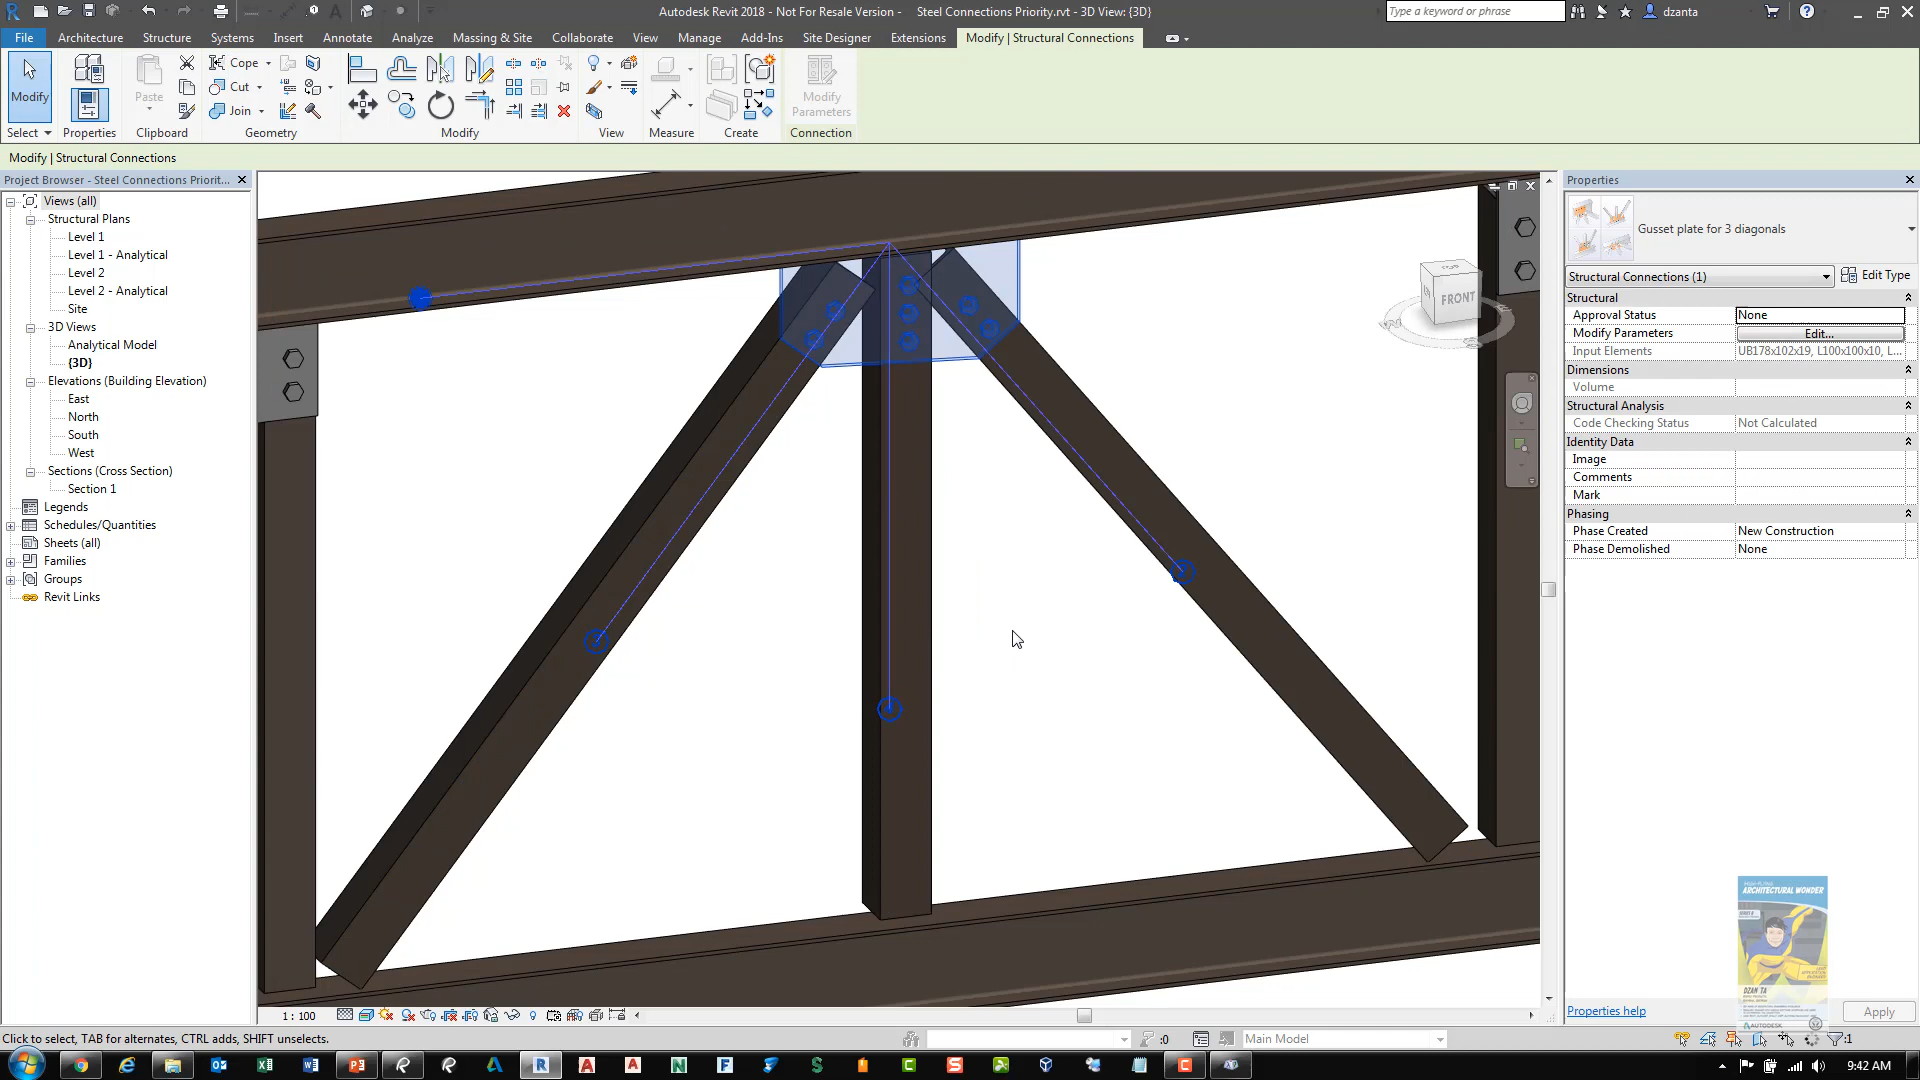 Autodesk Revit 2018 - Not For Resale Version - Steel Connections Priority.rvt - 3D View: {3D}
Type a keyword or phrase
dzanta
File Architecture Structure Systems Insert Annotate Analyze Massing & Site Collaborate View Manage Add-Ins Site Designer Extensions Modify | Structural Connections
Modify
Paste
Cope
Cut
Join
Modify
Parameters
Select Properties Clipboard Geometry Modify View Measure Create Connection
Modify | Structural Connections
Project Browser - Steel Connections Priorit...
Views (all)
Structural Plans
Level 1
Level 1 - Analytical
Level 2
Level 2 - Analytical
Site
3D Views
Analytical Model
{3D}
Elevations (Building Elevation)
East
North
South
West
Sections (Cross Section)
Section 1
Legends
Schedules/Quantities
Sheets (all)
Families
Groups
Revit Links
TOP
FRONT
Properties
Gusset plate for 3 diagonals
Structural Connections (1)
Edit Type
Structural
Approval Status None
Modify Parameters Edit...
Input Elements UB178x102x19, L100x100x10, L...
Dimensions
Volume
Structural Analysis
Code Checking Status Not Calculated
Identity Data
Image
Comments
Mark
Phasing
Phase Created New Construction
Phase Demolished None
ARCHITECTURAL WONDER
DZAN TA
AUTODESK
Properties help
Apply
1 : 100
Click to select, TAB for alternates, CTRL adds, SHIFT unselects.
:0
Main Model
:1
9:42 AM